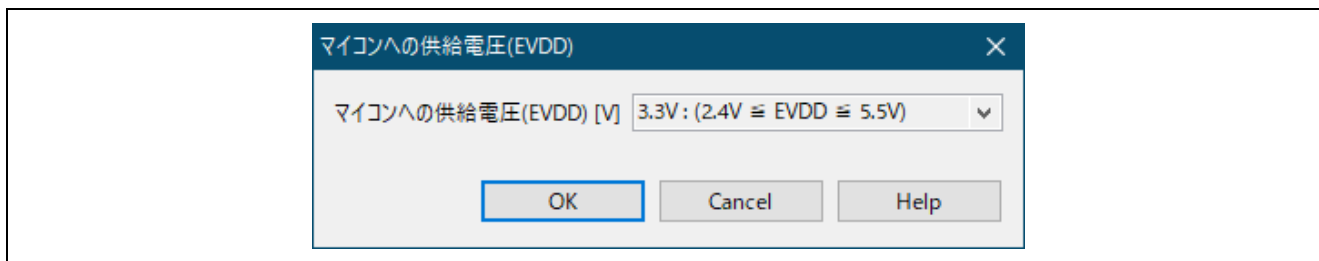 マイコンへの供給電圧(EVDD)
マイコンへの供給電圧(EVDD) [V] 3.3V : (2.4V ≦ EVDD ≦ 5.5V)
OK Cancel Help